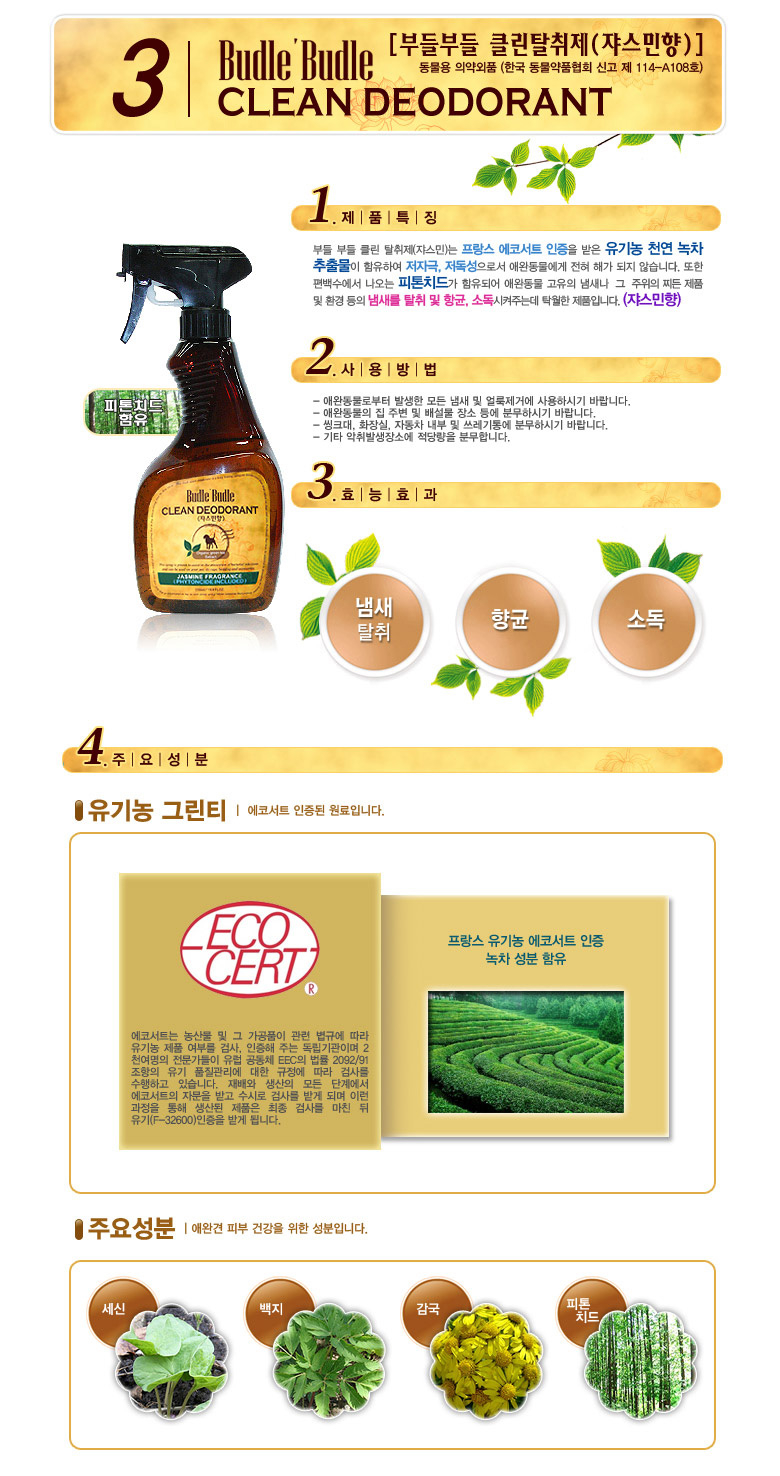 3
Budle'Budle
[부들부들 클린탈취제(쟈스민향)]
동물용 의약외품 (한국 동물약품협회 신고 제 114-A108호)
CLEAN DEODORANT
1. 제 | 품 | 특 | 징
부들 부들 클린 탈취제(쟈스민)는 프랑스 에코서트 인증을 받은 유기농 천연 녹차
추출물이 함유하여 저자극, 저독성으로서 애완동물에게 전혀 해가 되지 않습니다. 또한
편백수에서 나오는 피톤치드가 함유되어 애완동물 고유의 냄새나 그 주위의 찌든 제품
및 환경 등의 냄새를 탈취 및 항균, 소독시켜주는데 탁월한 제품입니다. (쟈스민향)
피톤치드
함유
Budle'Budle
CLEAN DEODORANT
(쟈스민향)
Organic green tea
JASMINE FRAGRANCE
(PHYTONCIDE INCLUDED)
2. 사 | 용 | 방 | 법
- 애완동물로부터 발생한 모든 냄새 및 얼룩제거에 사용하시기 바랍니다.
- 애완동물의 집 주변 및 배설물 장소 등에 분무하시기 바랍니다.
- 씽크대, 화장실, 자동차 내부 및 쓰레기통에 분무하시기 바랍니다.
- 기타 악취발생장소에 적당량을 분무합니다.
3. 효 | 능 | 효 | 과
냄새
탈취
항균
소독
4. 주 | 요 | 성 | 분
유기농 그린티 | 에코서트 인증된 원료입니다.
ECO
CERT
®
에코서트는 농산물 및 그 가공품이 관련 법규에 따라
유기농 제품 여부를 검사, 인증해 주는 독립기관이며 2
천여명의 전문가들이 유럽 공동체 EEC의 법률 2092/91
조항의 유기 품질관리에 대한 규정에 따라 검사를
수행하고 있습니다. 재배와 생산의 모든 단계에서
에코서트의 자문을 받고 수시로 검사를 받게 되며 이런
과정을 통해 생산된 제품은 최종 검사를 마친 뒤
유기(F-32600)인증을 받게 됩니다.
프랑스 유기농 에코서트 인증
녹차 성분 함유
주요성분 | 애완견 피부 건강을 위한 성분입니다.
세신
백지
감국
피톤
치드